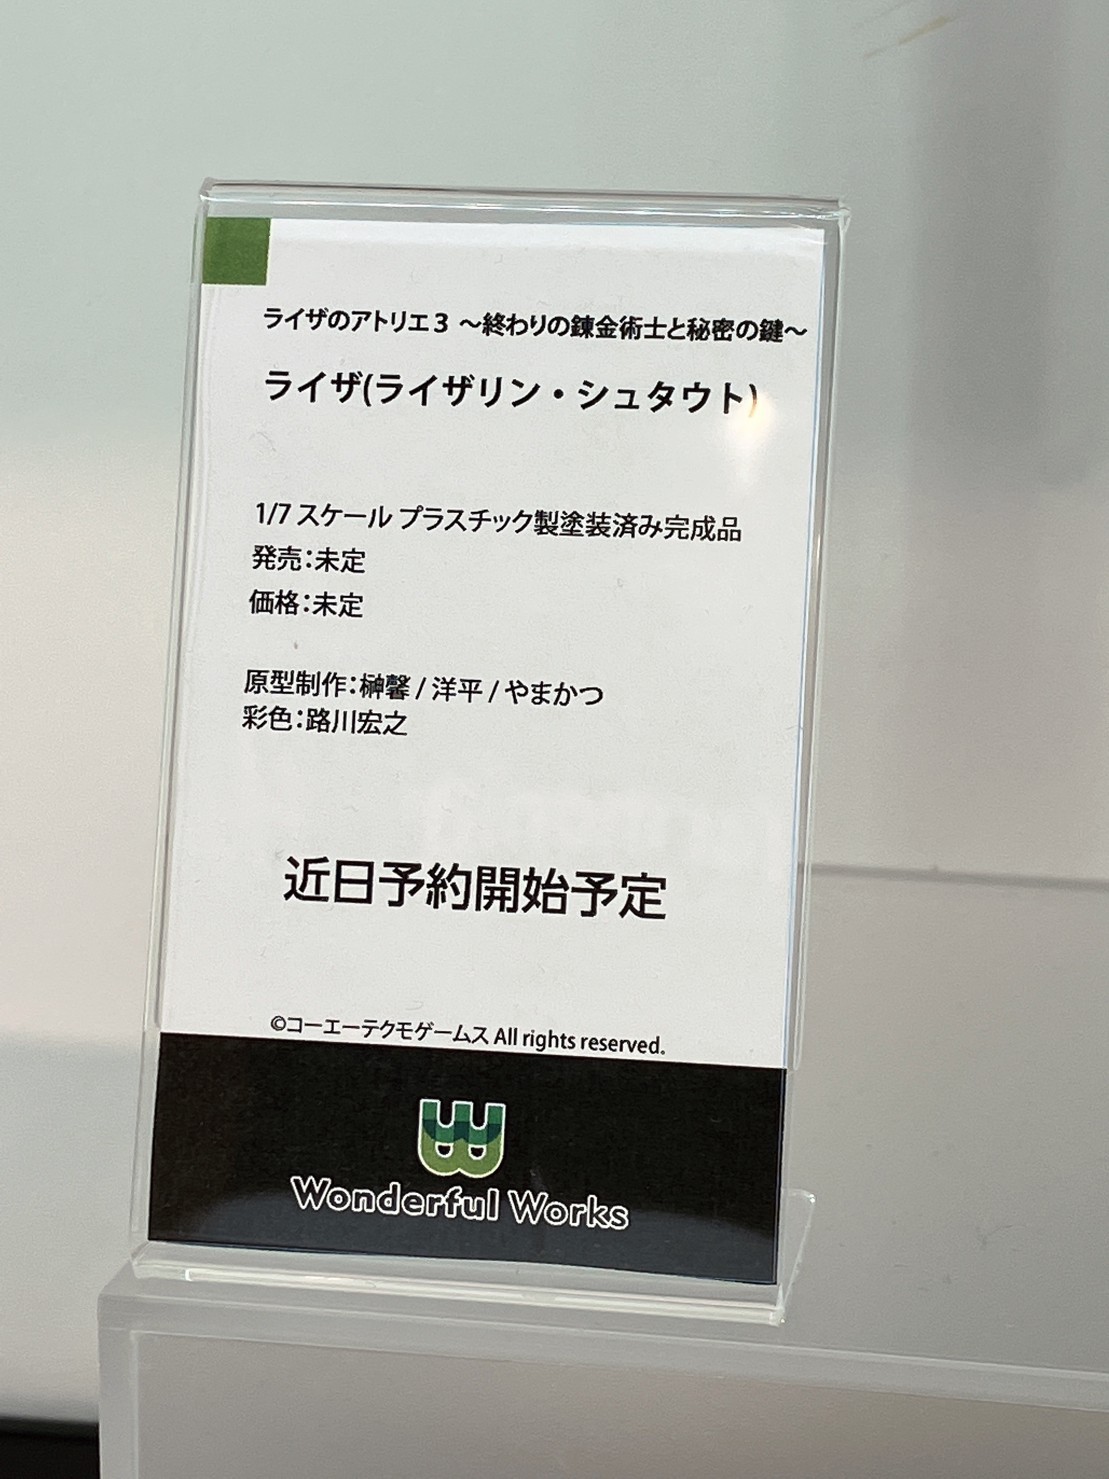 ライザのアトリエ３ ～終わりの錬金術士と秘密の鍵～
ライザ(ライザリン・シュタウト)
1/7 スケール プラスチック製塗装済み完成品
発売：未定
価格：未定
原型制作：榊馨 / 洋平 / やまかつ
彩色：路川宏之
近日予約開始予定
©コーエーテクモゲームス All rights reserved.
W
Wonderful Works